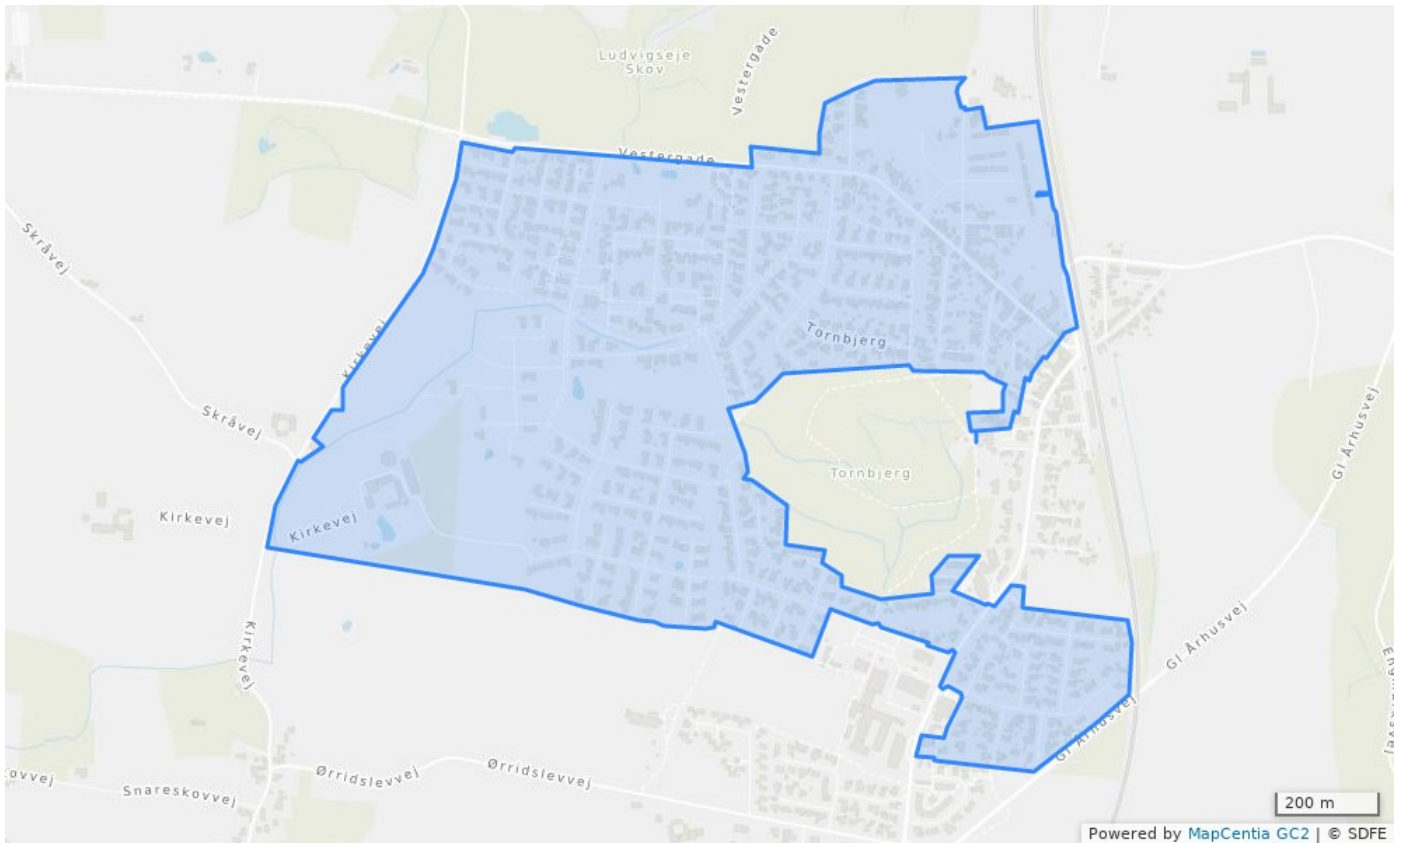 Ludvigseje
Skov
Vestergade
Vestergade
Skråvej
Kirkevej
Tornbjerg
Skråvej
Gl Århusvej
Tornbjerg
Kirkevej
Kirkevej
Gl Århusvej
Kirkevej
Gl Århusvej
Ørridslevvej
Ørridslevvej
Snareskovvej
ovvej
200 m
Powered by MapCentia GC2 | © SDFE